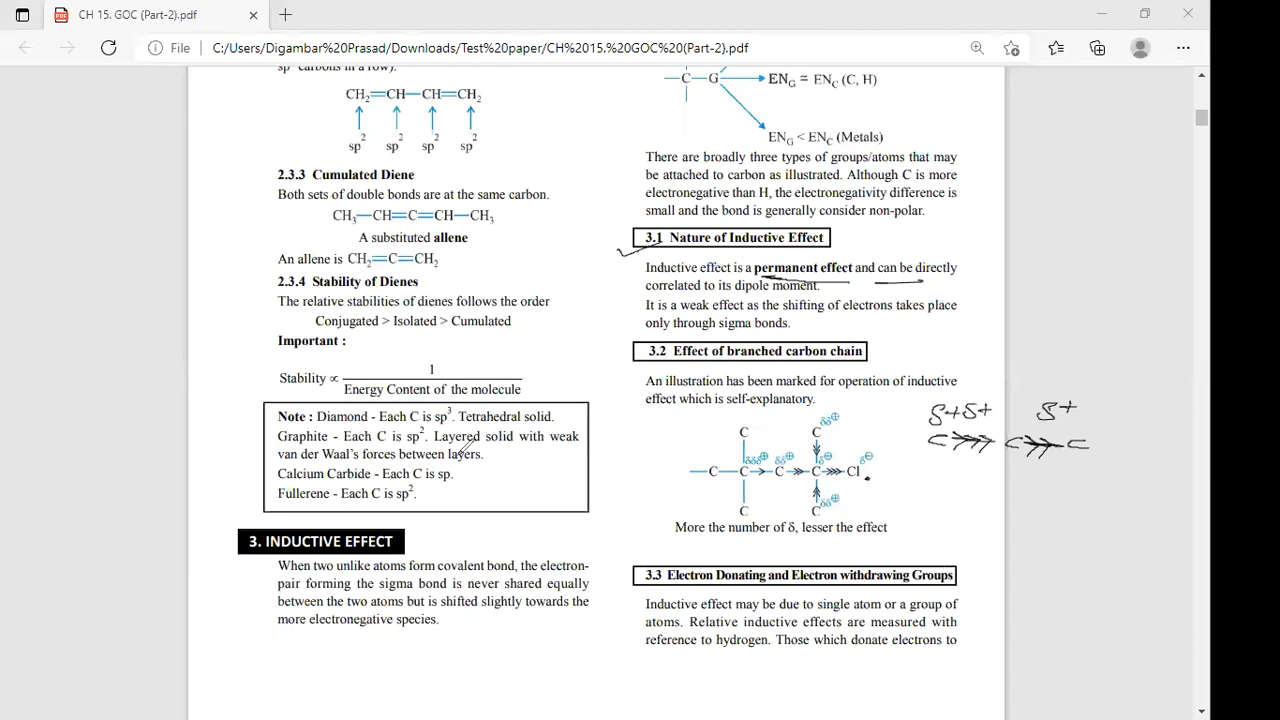 CH 15. GOC (Part-2).pdf
File C:/Users/Digambar%20Prasad/Downloads/Test%20paper/CH%2015.%20GOC%20(Part-2).pdf
sp carbons in a row).
CH2=CH—CH=CH2
sp2 sp2 sp2 sp2
2.3.3 Cumulated Diene
Both sets of double bonds are at the same carbon.
CH3—CH=C=CH—CH3
A substituted allene
An allene is CH2=C=CH2
2.3.4 Stability of Dienes
The relative stabilities of dienes follows the order
Conjugated > Isolated > Cumulated
Important :
Stability ∝ 1
Energy Content of the molecule
Note : Diamond - Each C is sp3. Tetrahedral solid.
Graphite - Each C is sp2. Layered solid with weak
van der Waal's forces between layers.
Calcium Carbide - Each C is sp.
Fullerene - Each C is sp2.
3. INDUCTIVE EFFECT
When two unlike atoms form covalent bond, the electron-
pair forming the sigma bond is never shared equally
between the two atoms but is shifted slightly towards the
more electronegative species.
—C—G ENG ≃ ENC (C, H)
ENG < ENC (Metals)
There are broadly three types of groups/atoms that may
be attached to carbon as illustrated. Although C is more
electronegative than H, the electronegativity difference is
small and the bond is generally consider non-polar.
3.1 Nature of Inductive Effect
Inductive effect is a permanent effect and can be directly
correlated to its dipole moment.
It is a weak effect as the shifting of electrons takes place
only through sigma bonds.
3.2 Effect of branched carbon chain
An illustration has been marked for operation of inductive
effect which is self-explanatory.
δ+δ+ δ+
C C C
C C δδ⊕
δδδ⊕ δδ⊕ δ⊕ δ⊖
—C—C—C—C—Cl
C C δδ⊕
More the number of δ, lesser the effect
3.3 Electron Donating and Electron withdrawing Groups
Inductive effect may be due to single atom or a group of
atoms. Relative inductive effects are measured with
reference to hydrogen. Those which donate electrons to